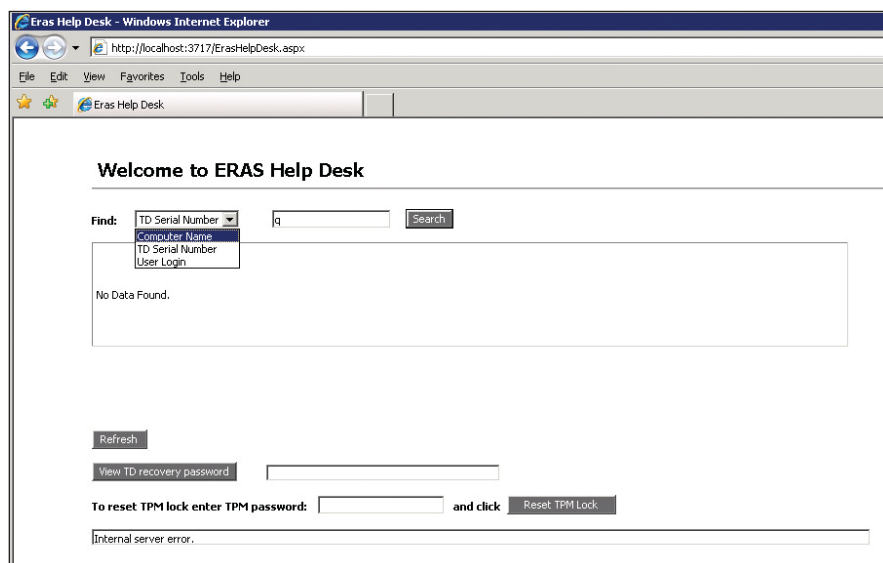 Eras Help Desk - Windows Internet Explorer
http://localhost:3717/ErasHelpDesk.aspx
File Edit View Favorites Tools Help
Eras Help Desk
Welcome to ERAS Help Desk
Find: TD Serial Number q Search
Computer Name
TD Serial Number
User Login
No Data Found.
Refresh
View TD recovery password
To reset TPM lock enter TPM password: and click Reset TPM Lock
Internal server error.